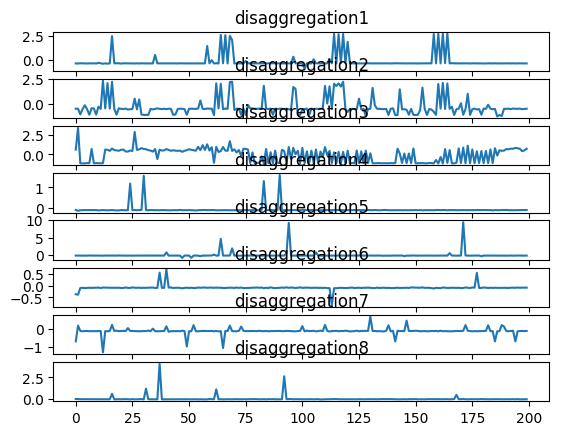 disaggregation1
2.5
0.0
disaggregation2
2.5
0.0
disaggregation3
2.5
0.0
disaggregation4
1
0
disaggregation5
10
5
0
disaggregation6
0.5
0.0
−0.5
disaggregation7
0
−1
disaggregation8
2.5
0.0
0 25 50 75 100 125 150 175 200